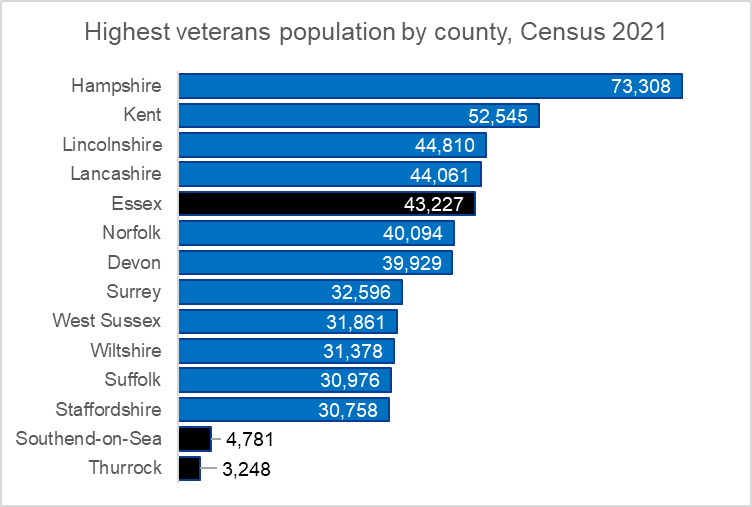 Highest veterans population by county, Census 2021
Hampshire 73,308
Kent 52,545
Lincolnshire 44,810
Lancashire 44,061
Essex 43,227
Norfolk 40,094
Devon 39,929
Surrey 32,596
West Sussex 31,861
Wiltshire 31,378
Suffolk 30,976
Staffordshire 30,758
Southend-on-Sea 4,781
Thurrock 3,248